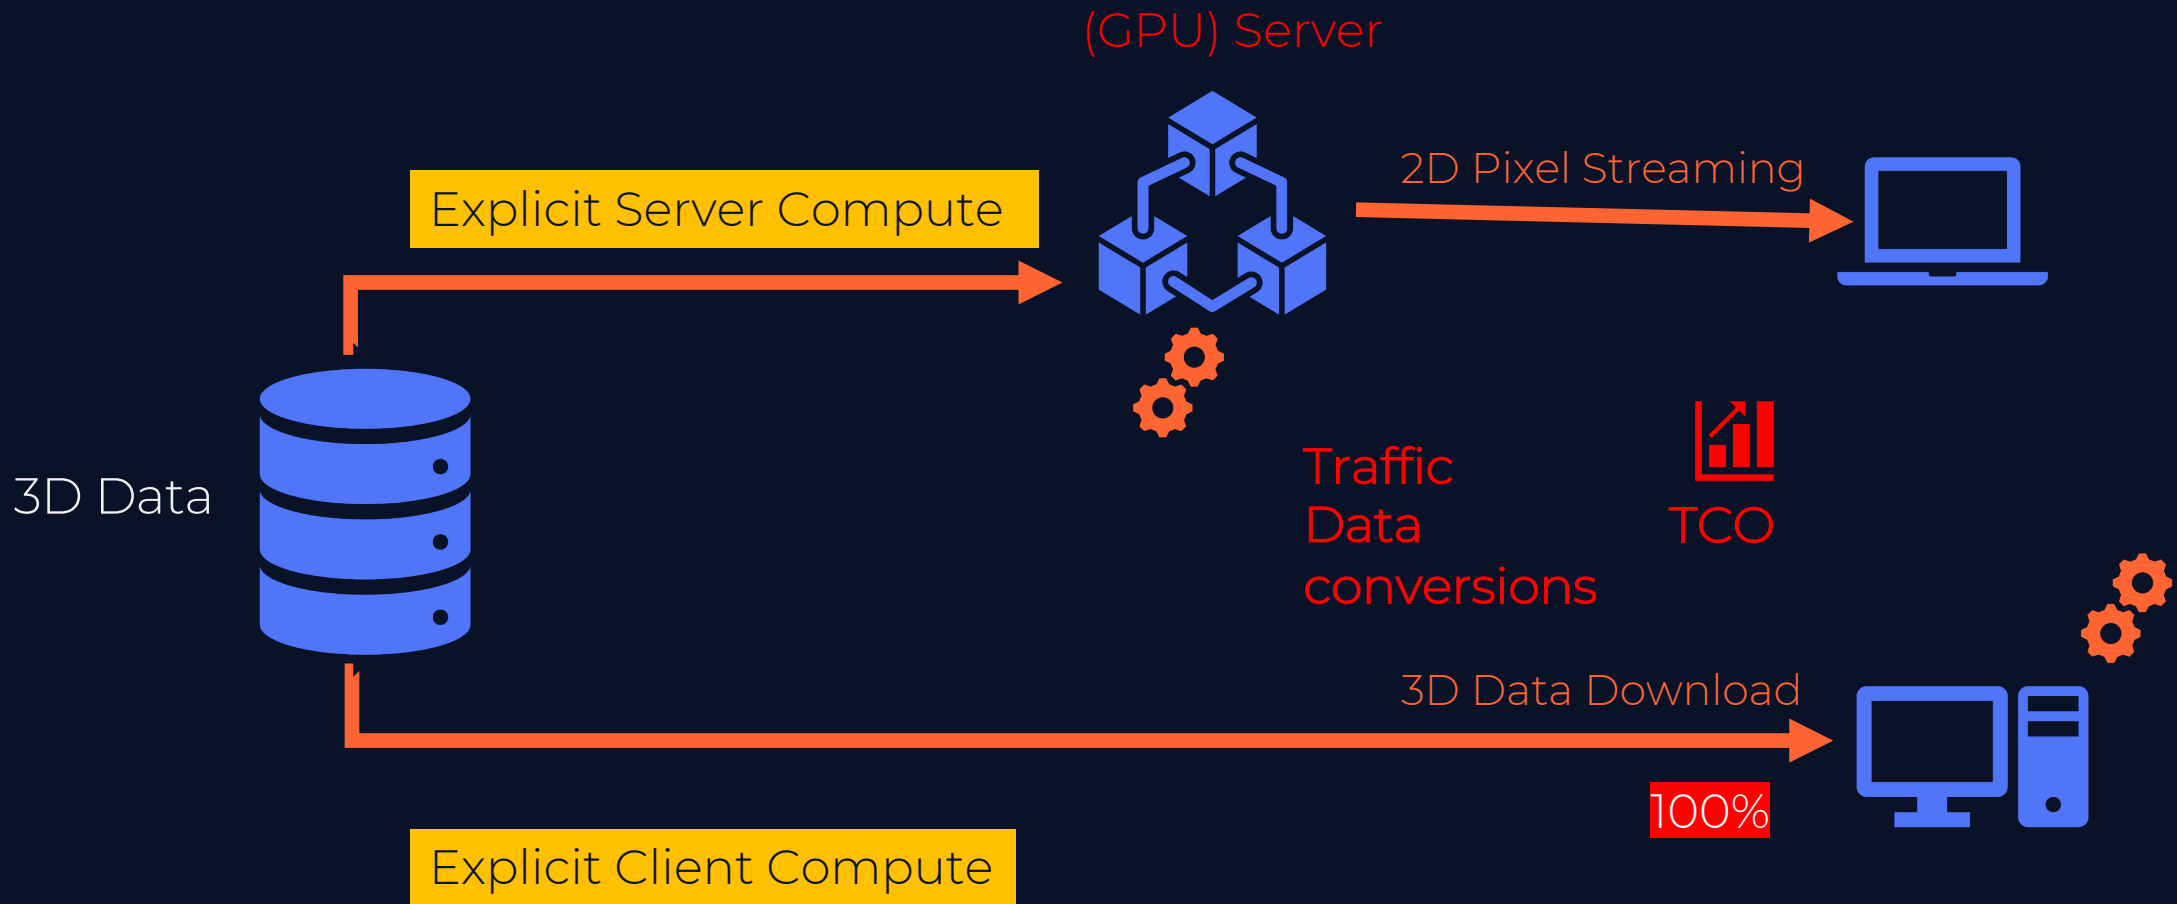 (GPU) Server
2D Pixel Streaming
Explicit Server Compute
3D Data
Traffic
Data
conversions
TCO
3D Data Download
100%
Explicit Client Compute